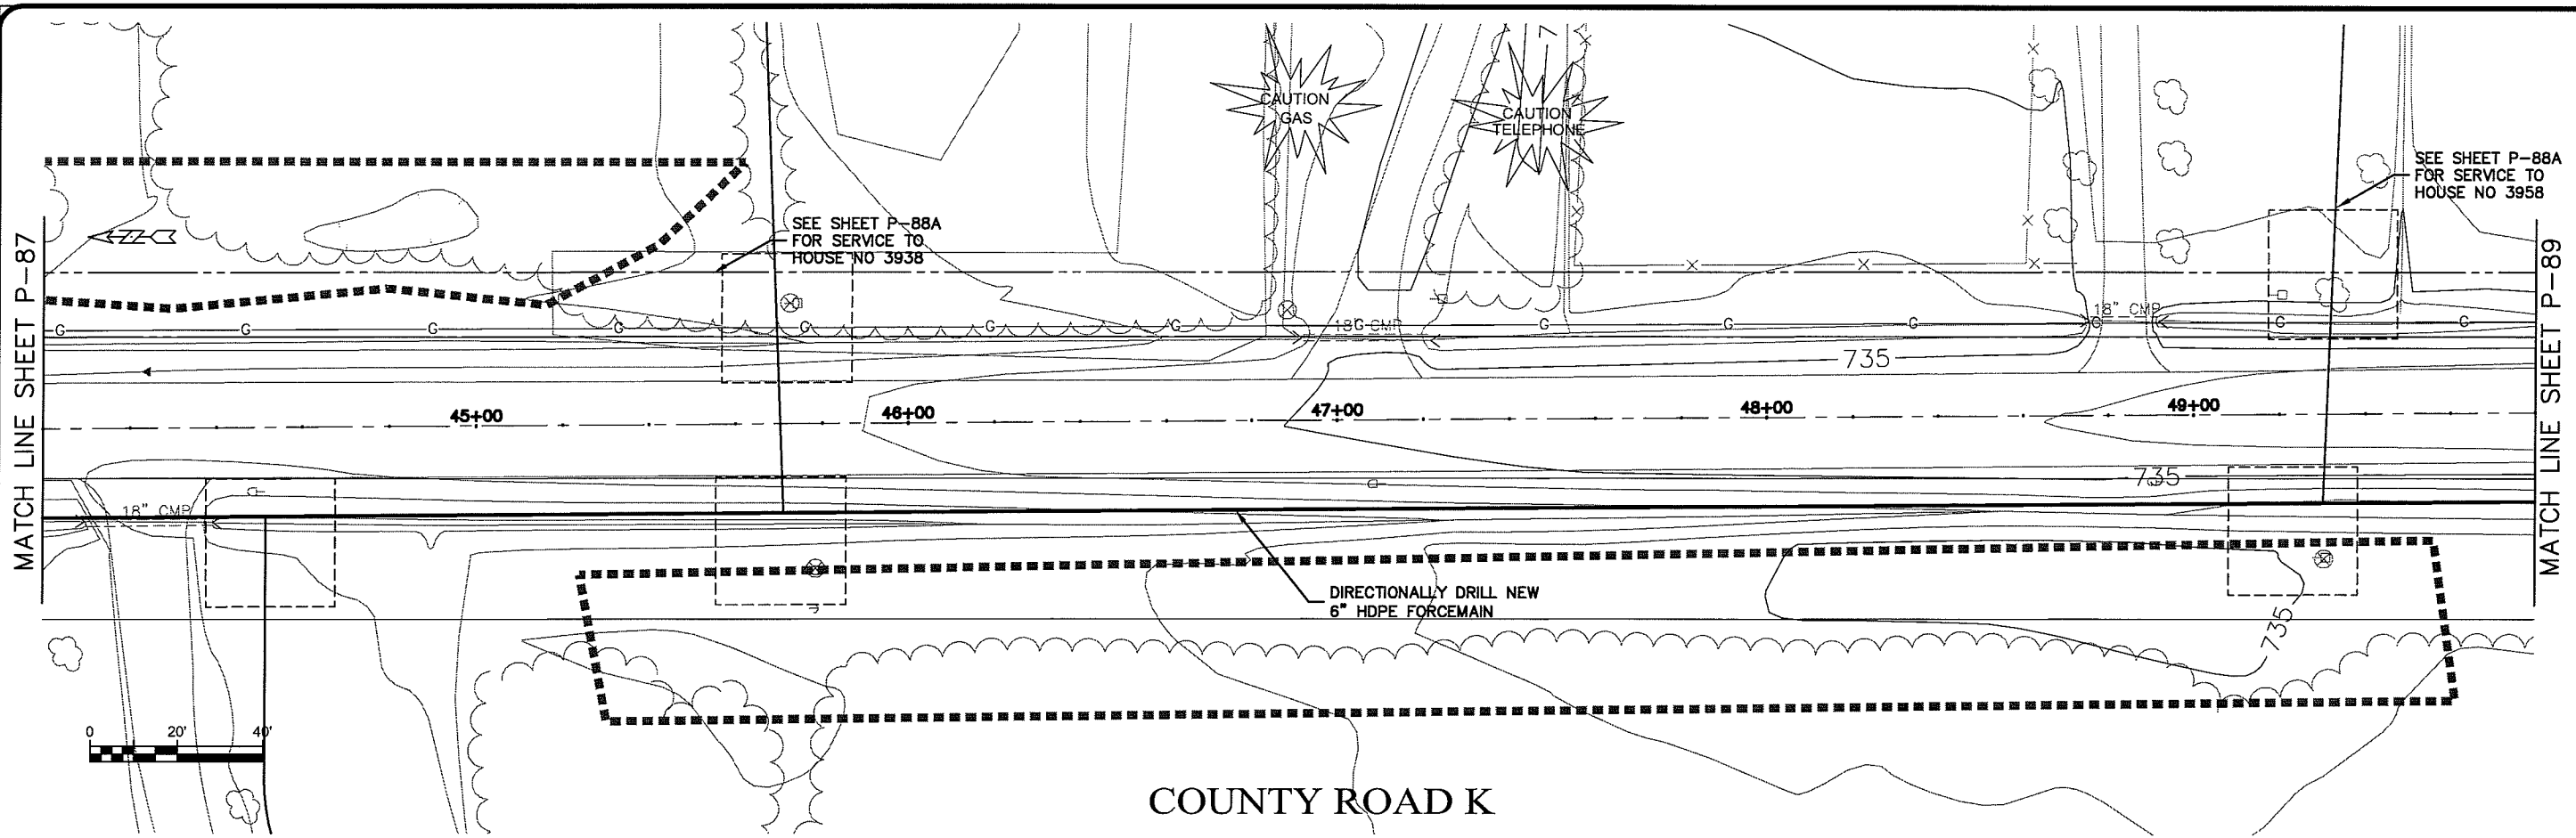 MATCH LINE SHEET P-87
CAUTION
GAS
CAUTION
TELEPHONE
SEE SHEET P-88A
FOR SERVICE TO
HOUSE NO 3958
SEE SHEET P-88A
FOR SERVICE TO
HOUSE NO 3938
MATCH LINE SHEET P-89
G G G G G G G G G G G G G G
18" CMP
18" CMP
735
45+00
46+00
47+00
48+00
49+00
735
18" CMP
DIRECTIONALLY DRILL NEW
6" HDPE FORCEMAIN
735
0 20' 40'
COUNTY ROAD K